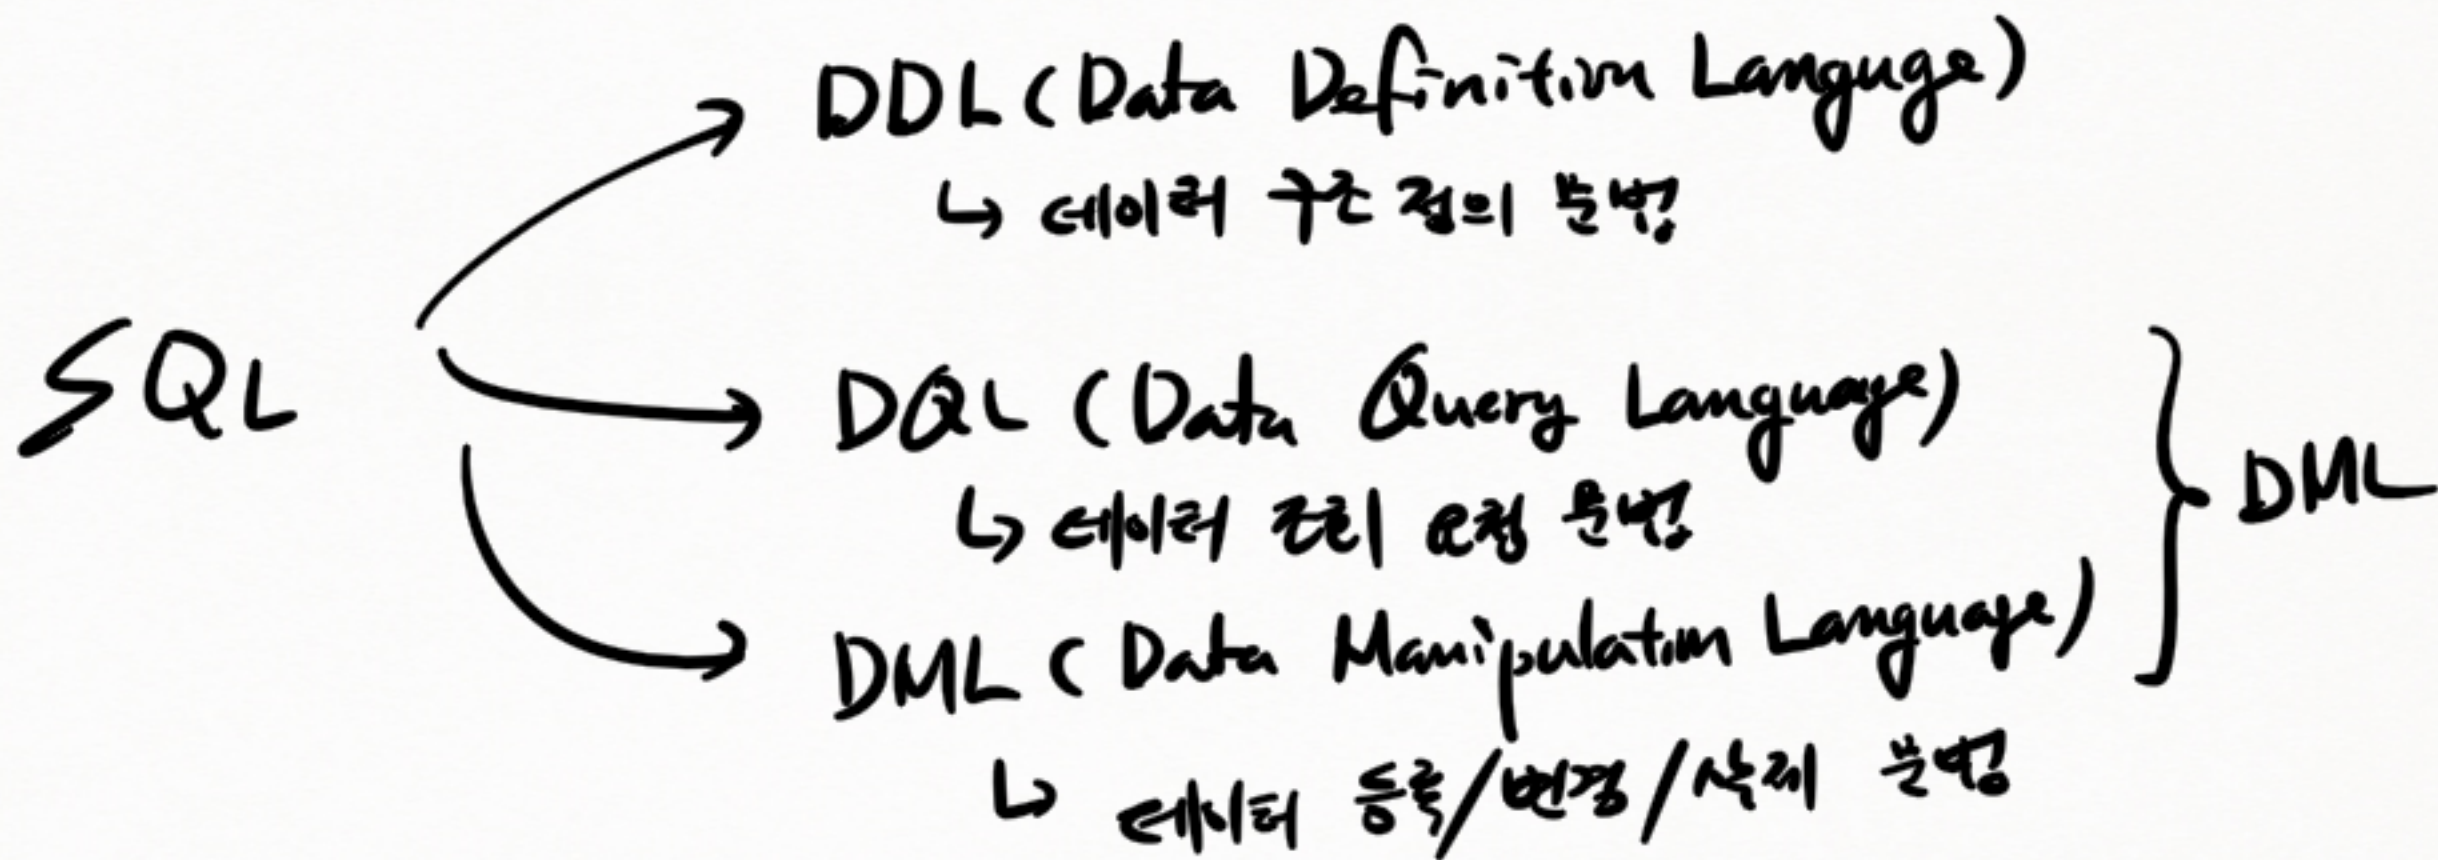 DDL (Data Definition Languge)
↳ 데이터 구조 정의 문법
SQL
DQL (Data Query Language)
↳ 데이터 조회 요청 문법
DML
DML (Data Manipulation Language)
↳ 데이터 등록/변경/삭제 문법